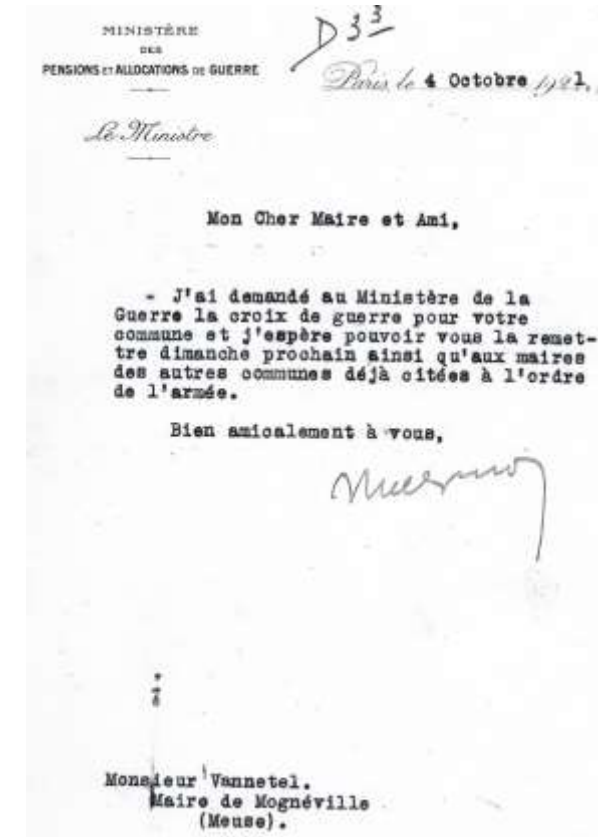 MINISTÈRE
DES
PENSIONS ET ALLOCATIONS DE GUERRE
D 33
Paris, le 4 Octobre 1921.
Le Ministre
Mon Cher Maire et Ami,
- J'ai demandé au Ministère de la
Guerre la croix de guerre pour votre
commune et j'espère pouvoir vous la remet-
tre dimanche prochain ainsi qu'aux maires
des autres communes déjà citées à l'ordre
de l'armée.
Bien amicalement à vous,
Monsieur Vannetel.
Maire de Mognéville
(Meuse).